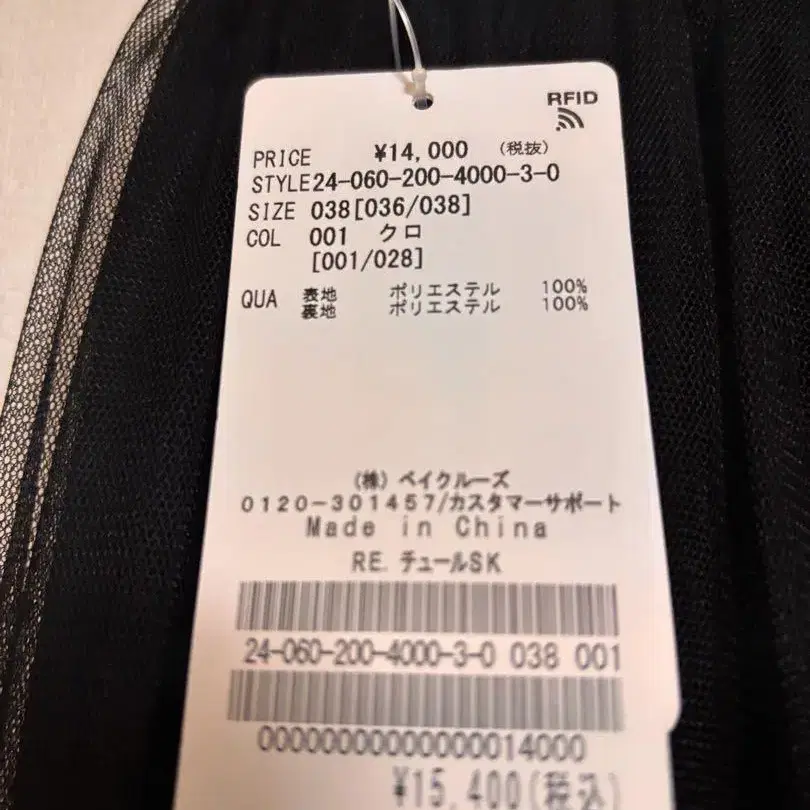 RFID
PRICE ¥14,000 (税抜)
STYLE24-060-200-4000-3-0
SIZE 038[036/038]
COL 001 クロ
[001/028]
QUA 表地 ポリエステル 100%
裏地 ポリエステル 100%
(株) ベイクルーズ
0120-301457/カスタマーサポート
Made in China
RE. チュールSK
24-060-200-4000-3-0 038 001
00000000000000014000
¥15,400(税込)